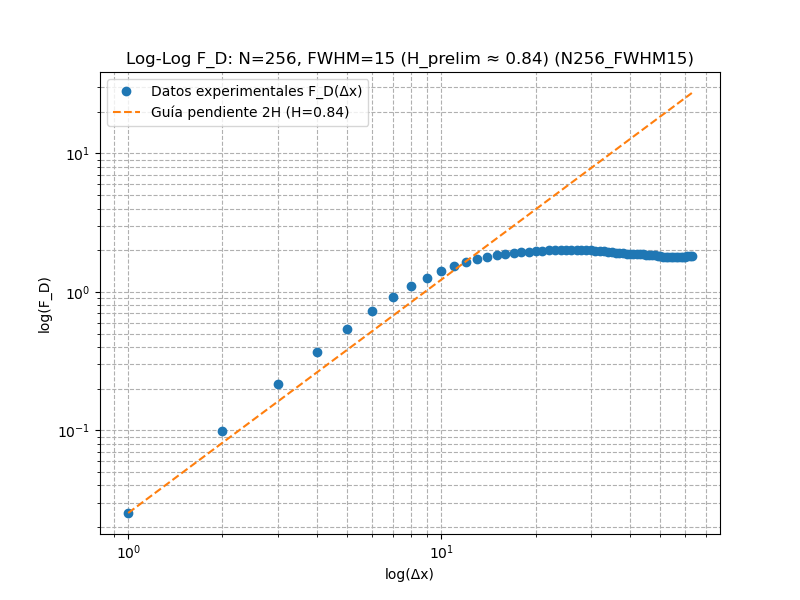 Log-Log F_D: N=256, FWHM=15 (H_prelim ≈ 0.84) (N256_FWHM15)
Datos experimentales F_D(Δx)
Guía pendiente 2H (H=0.84)
log(F_D)
10¹
10⁰
10⁻¹
10⁰ 10¹
log(Δx)